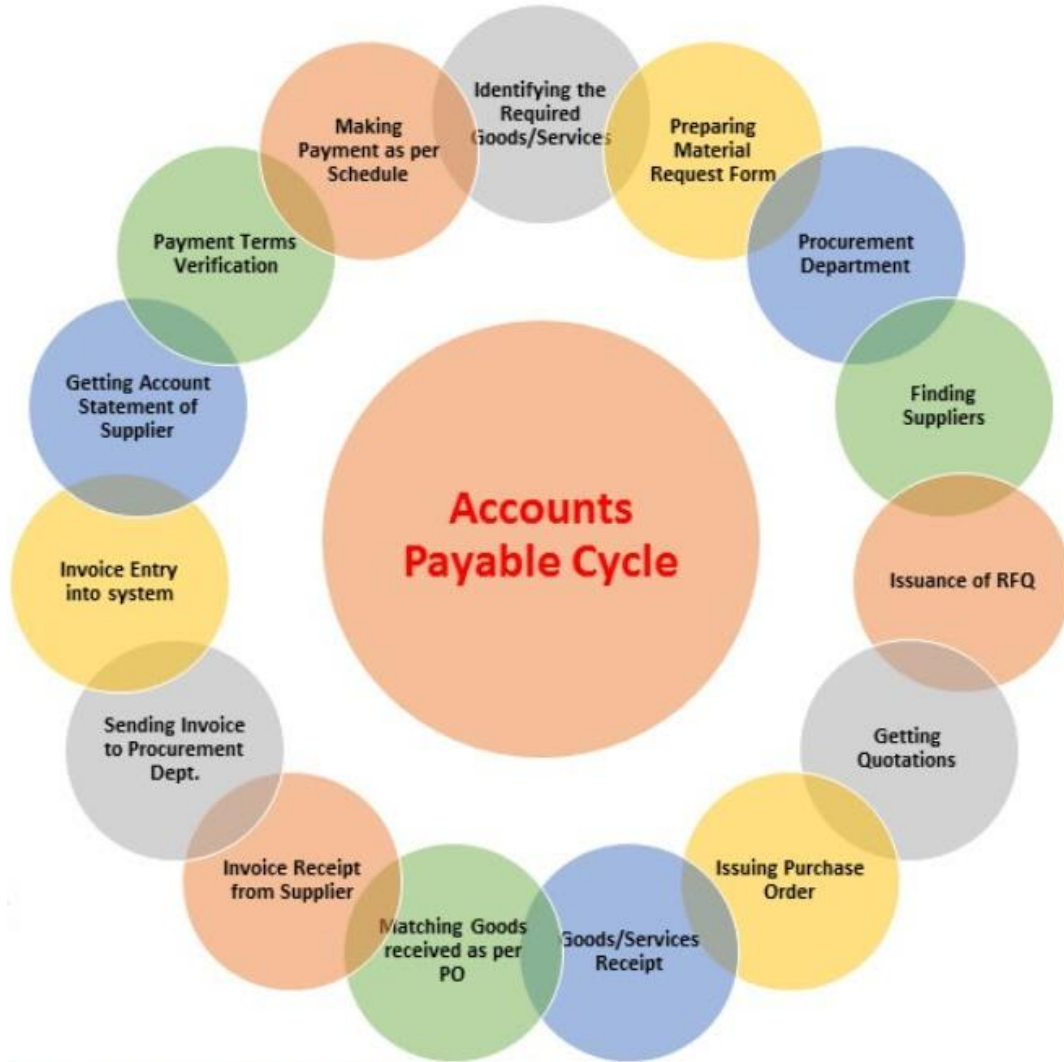 Identifying the
Required
Goods/Services
Preparing
Material
Request Form
Procurement
Department
Finding
Suppliers
Issuance of RFQ
Getting
Quotations
Issuing Purchase
Order
Goods/Services
Receipt
Matching Goods
received as per
PO
Invoice Receipt
from Supplier
Sending Invoice
to Procurement
Dept.
Invoice Entry
into system
Getting Account
Statement of
Supplier
Payment Terms
Verification
Making
Payment as per
Schedule
Accounts
Payable Cycle